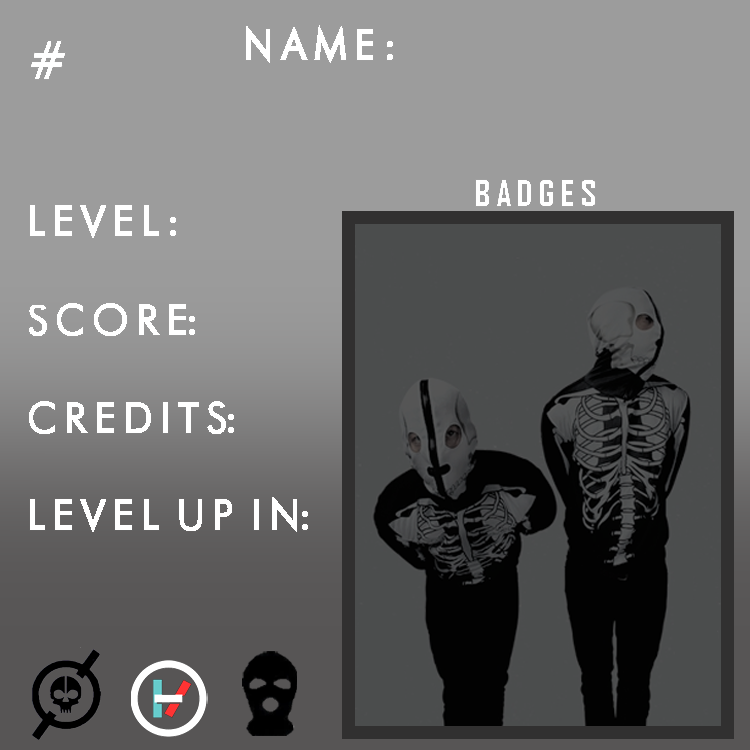 #
NAME:
BADGES
LEVEL:
SCORE:
CREDITS:
LEVEL UP IN: